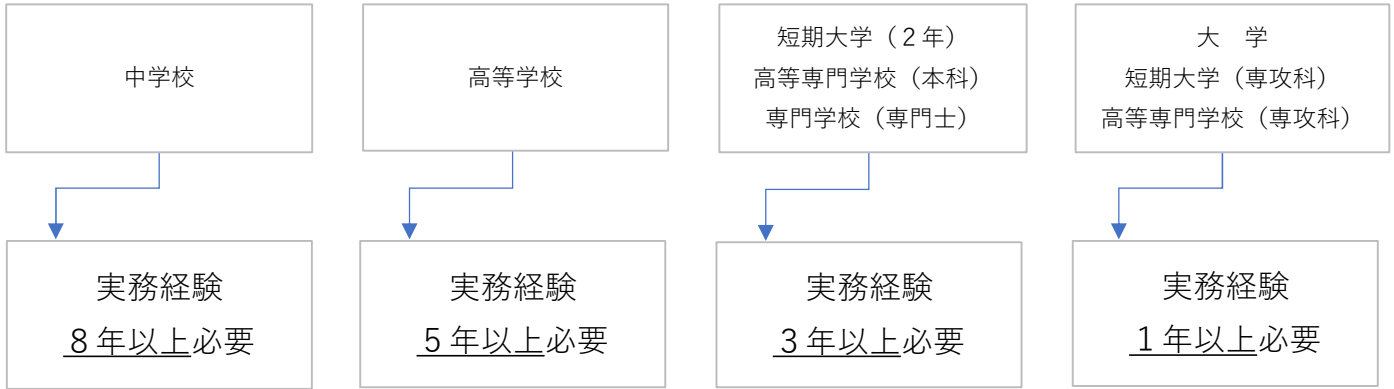 中学校
高等学校
短期大学（２年）
高等専門学校（本科）
専門学校（専門士）
大　学
短期大学（専攻科）
高等専門学校（専攻科）
実務経験
８年以上必要
実務経験
５年以上必要
実務経験
３年以上必要
実務経験
１年以上必要